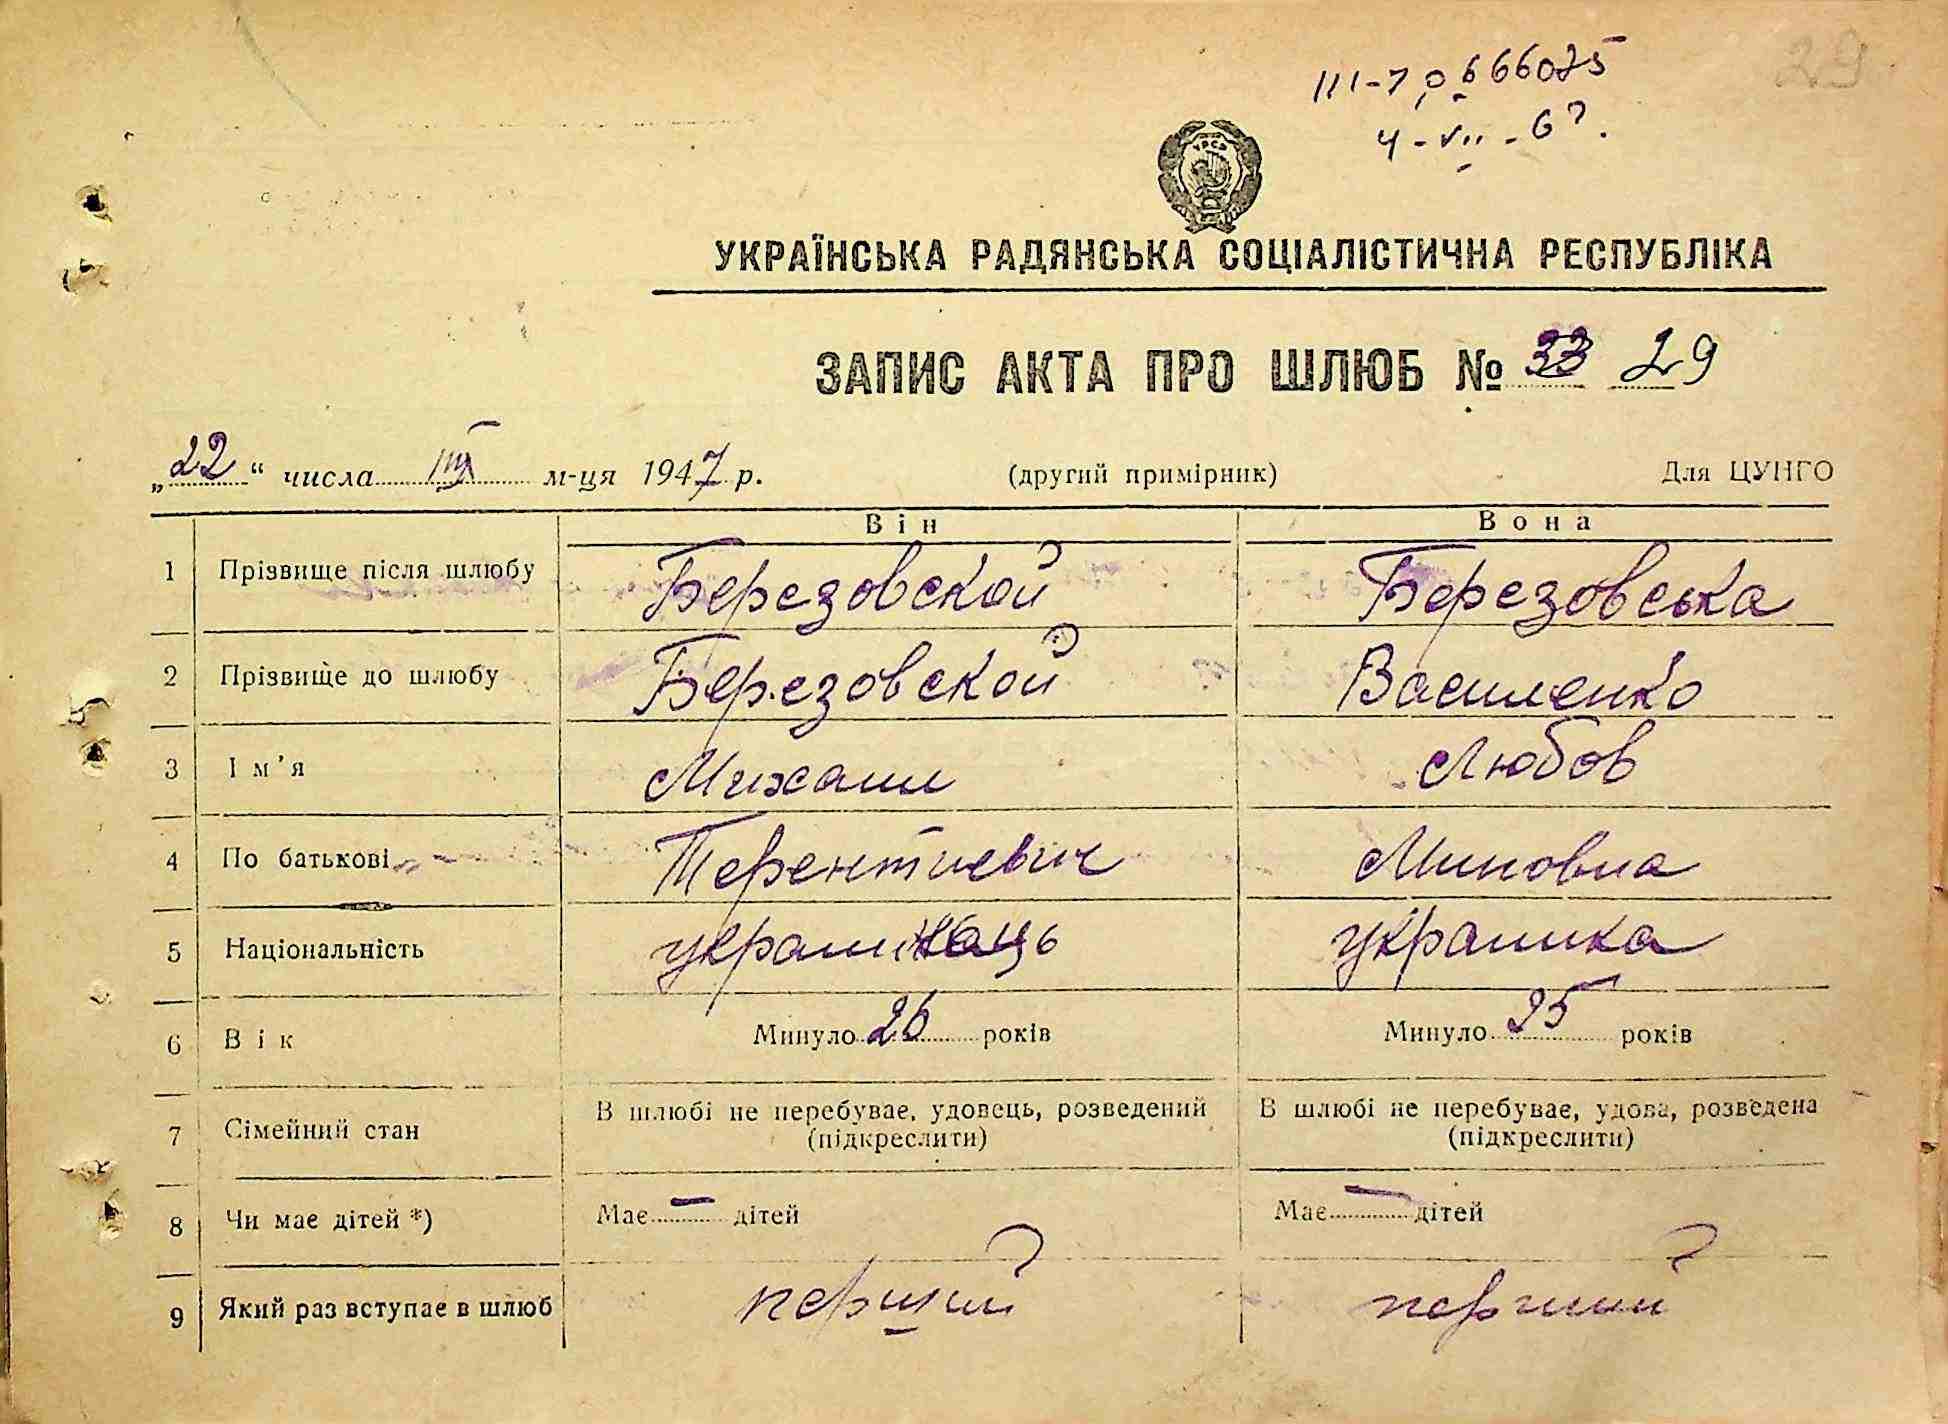 29
III-7 р 666025
4-VII-67.
УРСР
УКРАЇНСЬКА РАДЯНСЬКА СОЦІАЛІСТИЧНА РЕСПУБЛІКА
ЗАПИС АКТА ПРО ШЛЮБ № 33 29
„22" числа III м-ця 1947 р. (другий примірник) Для ЦУНГО
Він Вона
1 Прізвище після шлюбу Березовской Березовська
2 Прізвище до шлюбу Березовской Василенко
3 Ім'я Михаил Любов
4 По батькові Терентиевич Миновна
5 Національність украинець украинка
6 Вік Минуло 26 років Минуло 25 років
7 Сімейний стан В шлюбі не перебуває, удовець, розведений В шлюбі не перебуває, удова, розведена
(підкреслити) (підкреслити)
8 Чи має дітей *) Має — дітей Має — дітей
9 Який раз вступає в шлюб перший перший